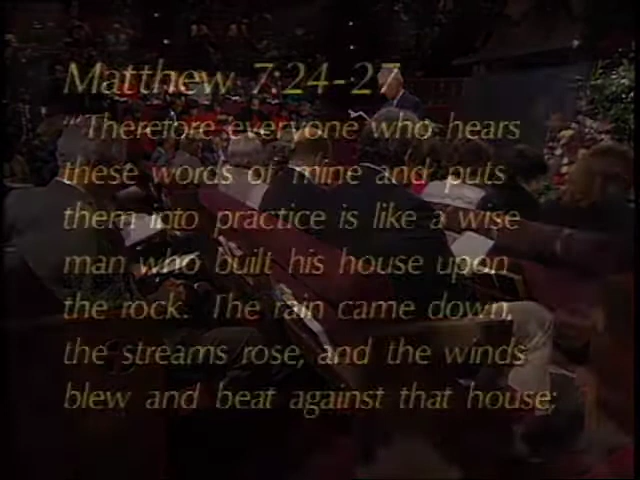 Matthew 7:24-27
"'Therefore everyone who hears
these words of mine and puts
them into practice is like a wise
man who built his house upon
the rock. The rain came down,
the streams rose, and the winds
blew and beat against that house;